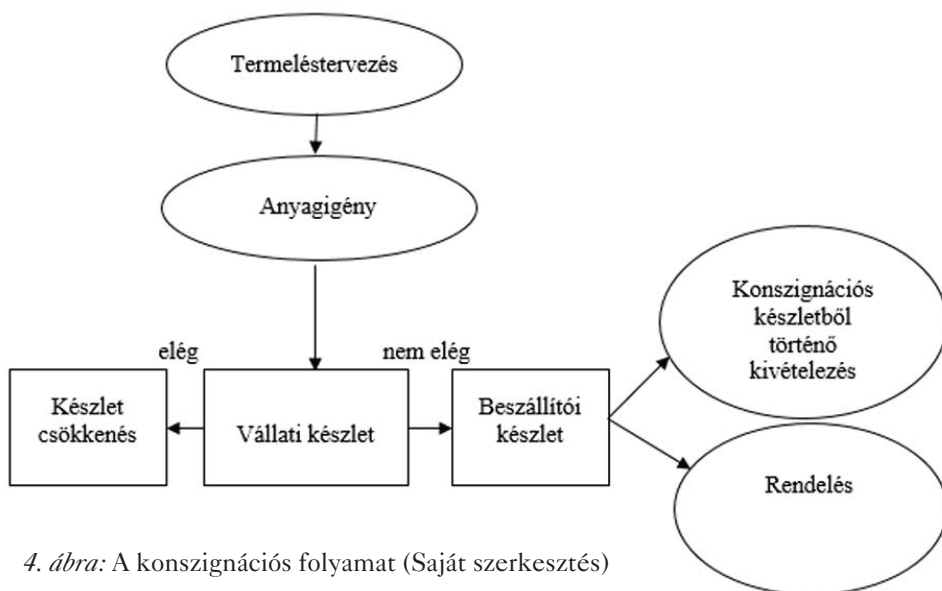 Termeléstervezés
Anyagigény
elég
nem elég
Készlet
csökkenés
Vállati készlet
Beszállítói
készlet
Konszignációs
készletből
történő
kivételezés
Rendelés
4. ábra: A konszignációs folyamat (Saját szerkesztés)